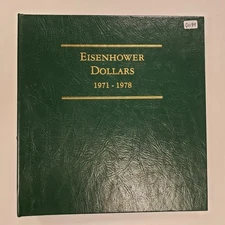 EISENHOWER
DOLLARS
1971 - 1978